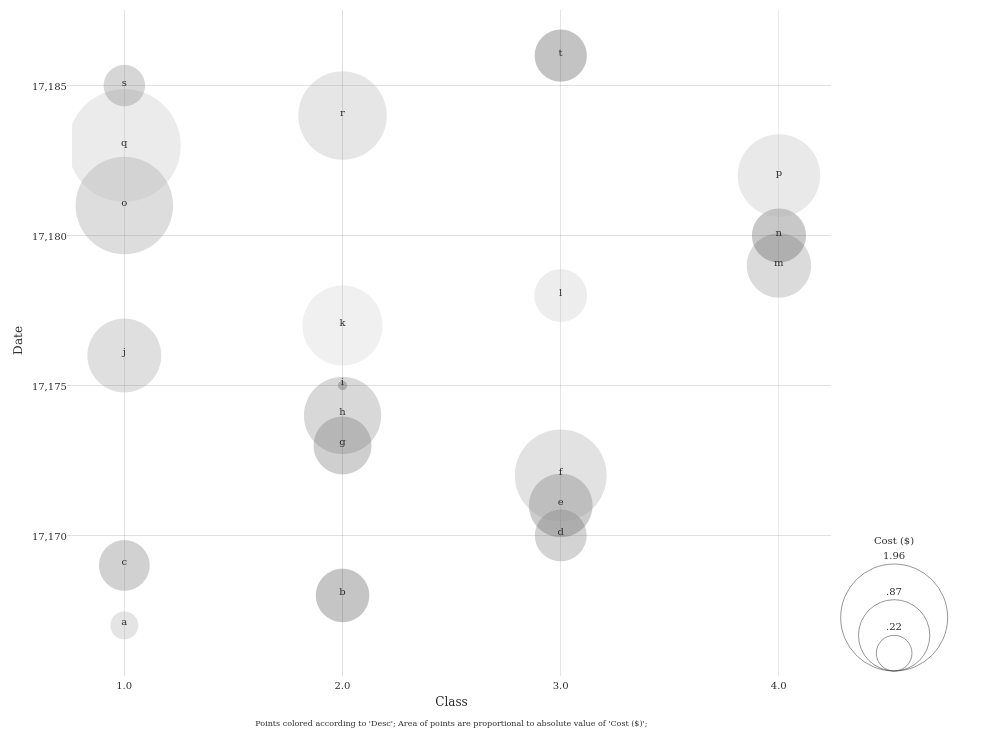 t
s
17,185
r
q
p
o
n
17,180
m
l
k
j
Date
i
17,175
h
g
f
e
d
17,170
c
b
a
Cost ($)
1.96
.87
.22
1.0 2.0 3.0 4.0
Class
Points colored according to 'Desc'; Area of points are proportional to absolute value of 'Cost ($)';